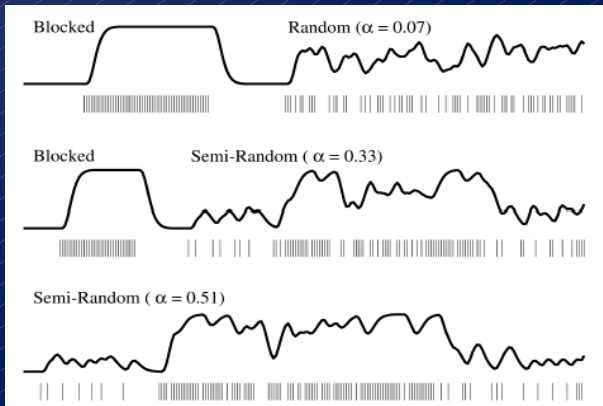 Blocked Random (α = 0.07)
Blocked Semi-Random ( α = 0.33)
Semi-Random ( α = 0.51)